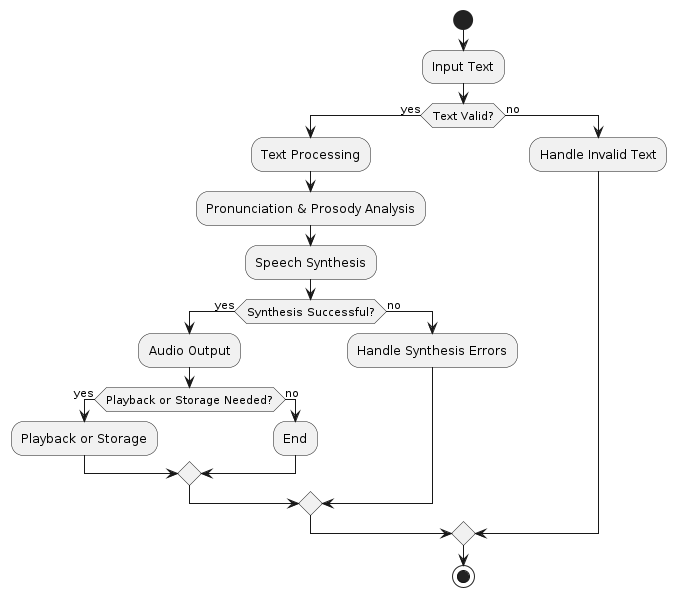 Input Text
yes
Text Valid?
no
Text Processing
Handle Invalid Text
Pronunciation & Prosody Analysis
Speech Synthesis
yes
Synthesis Successful?
no
Audio Output
Handle Synthesis Errors
yes
Playback or Storage Needed?
no
Playback or Storage
End